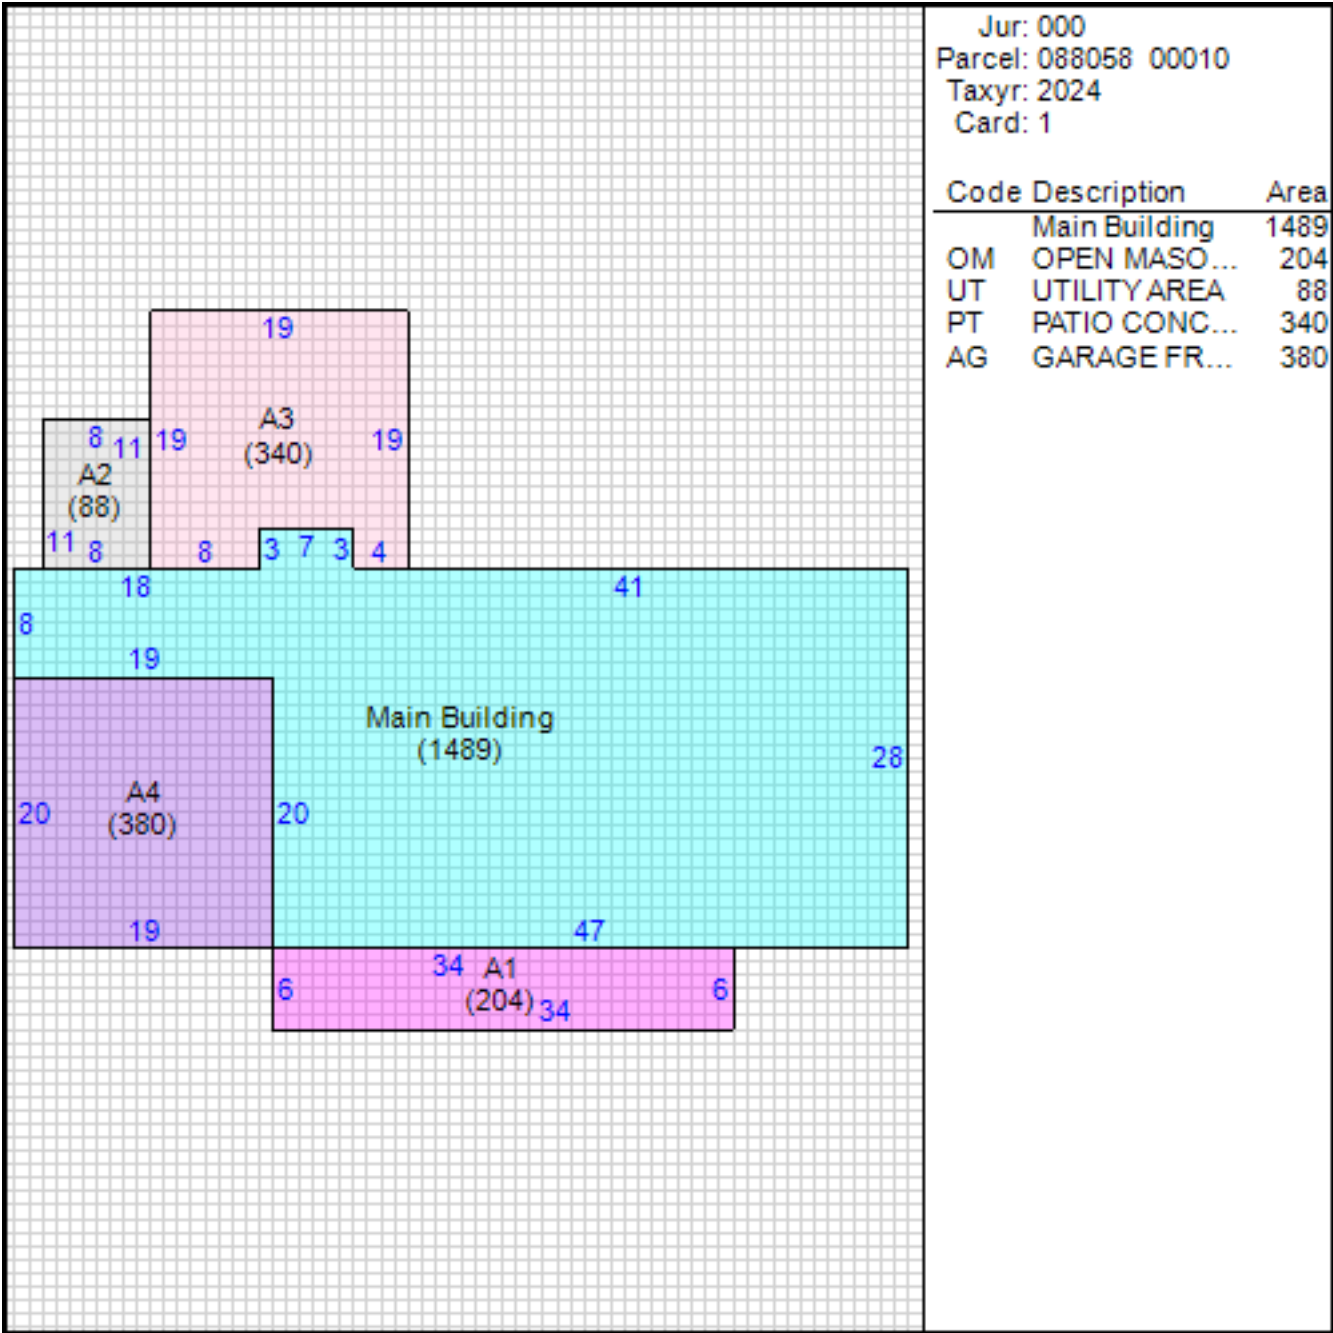 Jur: 000
Parcel: 088058 00010
Taxyr: 2024
Card: 1
Code Description Area
Main Building 1489
OM OPEN MASO... 204
UT UTILITY AREA 88
PT PATIO CONC... 340
AG GARAGE FR... 380
19
A3
(340)
19
19
8
11
A2
(88)
11
8
8
3
7
3
4
18
41
8
19
Main Building
(1489)
28
A4
(380)
20
20
19
47
34
A1
(204)
6
6
34